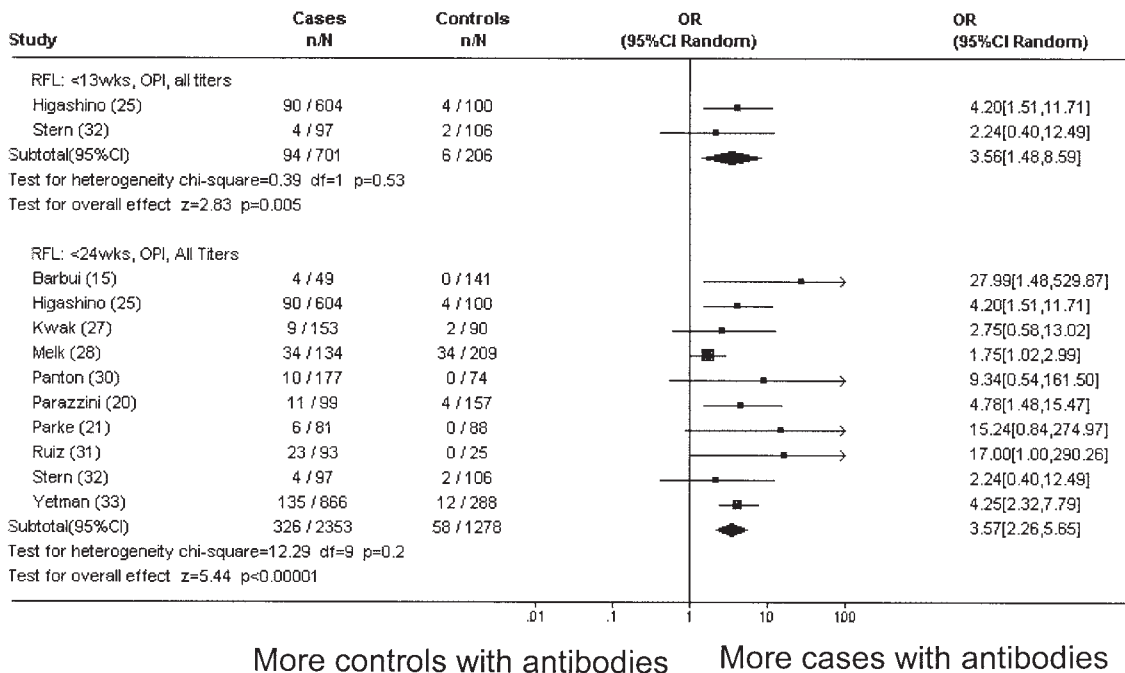 Cases Controls OR OR
Study n/N n/N (95%CI Random) (95%CI Random)
RFL: <13wks, OPI, all titers
Higashino (25) 90 / 604 4 / 100 4.20[1.51,11.71]
Stern (32) 4 / 97 2 / 106 2.24[0.40,12.49]
Subtotal(95%CI) 94 / 701 6 / 206 3.56[1.48,8.59]
Test for heterogeneity chi-square=0.39 df=1 p=0.53
Test for overall effect z=2.83 p=0.005
RFL: <24wks, OPI, All Titers
Barbui (15) 4 / 49 0 / 141 27.99[1.48,529.87]
Higashino (25) 90 / 604 4 / 100 4.20[1.51,11.71]
Kwak (27) 9 / 153 2 / 90 2.75[0.58,13.02]
Melk (28) 34 / 134 34 / 209 1.75[1.02,2.99]
Panton (30) 10 / 177 0 / 74 9.34[0.54,161.50]
Parazzini (20) 11 / 99 4 / 157 4.78[1.48,15.47]
Parke (21) 6 / 81 0 / 88 15.24[0.84,274.97]
Ruiz (31) 23 / 93 0 / 25 17.00[1.00,290.26]
Stern (32) 4 / 97 2 / 106 2.24[0.40,12.49]
Yetman (33) 135 / 866 12 / 288 4.25[2.32,7.79]
Subtotal(95%CI) 326 / 2353 58 / 1278 3.57[2.26,5.65]
Test for heterogeneity chi-square=12.29 df=9 p=0.2
Test for overall effect z=5.44 p<0.00001
.01 .1 1 10 100
More controls with antibodies More cases with antibodies